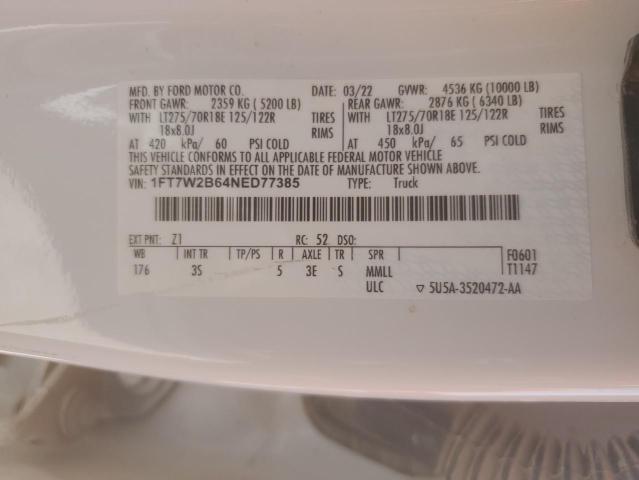 MFD. BY FORD MOTOR CO. DATE: 03/22 GVWR: 4536 KG (10000 LB)
FRONT GAWR: 2359 KG ( 5200 LB) REAR GAWR: 2876 KG ( 6340 LB)
WITH LT275/70R18E 125/122R TIRES WITH LT275/70R18E 125/122R TIRES
18x8.0J RIMS 18x8.0J RIMS
AT 420 kPa/ 60 PSI COLD AT 450 kPa/ 65 PSI COLD
THIS VEHICLE CONFORMS TO ALL APPLICABLE FEDERAL MOTOR VEHICLE
SAFETY STANDARDS IN EFFECT ON THE DATE OF MANUFACTURE SHOWN ABOVE.
VIN: 1FT7W2B64NED77385 TYPE: Truck
EXT PNT: Z1 RC: 52 DSO:
WB INT TR TP/PS R AXLE TR SPR F0601
176 3S 5 3E S MMLL T1147
ULC ▽ 5U5A-3520472-AA